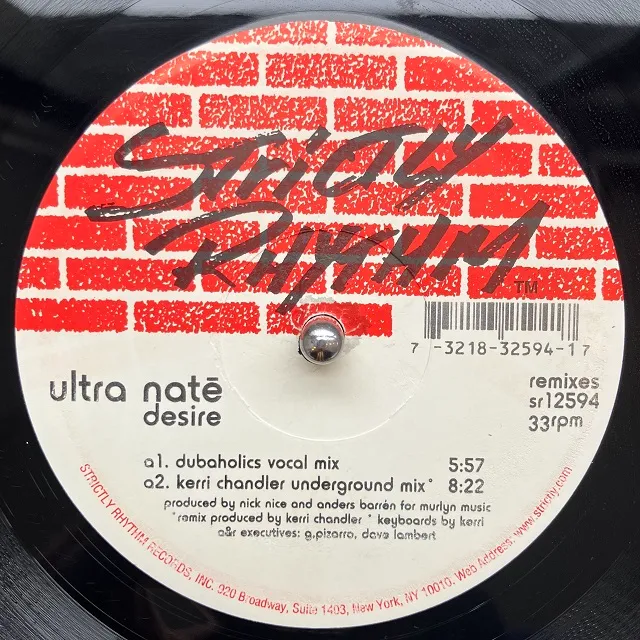 STRICTLY
RHYTHM
TM
7 -3218-32594-1 7
ultra natē
desire
remixes
sr12594
33rpm
a1. dubaholics vocal mix 5:57
a2. kerri chandler underground mix* 8:22
produced by nick nice and anders barrén for murlyn music
*remix produced by kerri chandler * keyboards by kerri
a&r executives: g.pizarro, dave lambert
STRICTLY RHYTHM RECORDS, INC. 920 Broadway, Suite 1403, New York, NY 10010. Web Address: www.strictly.com